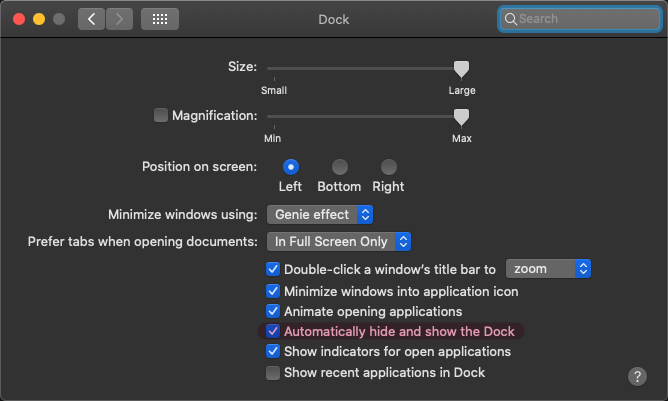 Dock
Search
Size:
Small Large
Magnification:
Min Max
Position on screen:
Left Bottom Right
Minimize windows using: Genie effect
Prefer tabs when opening documents: In Full Screen Only
Double-click a window's title bar to zoom
Minimize windows into application icon
Animate opening applications
Automatically hide and show the Dock
Show indicators for open applications
Show recent applications in Dock
?